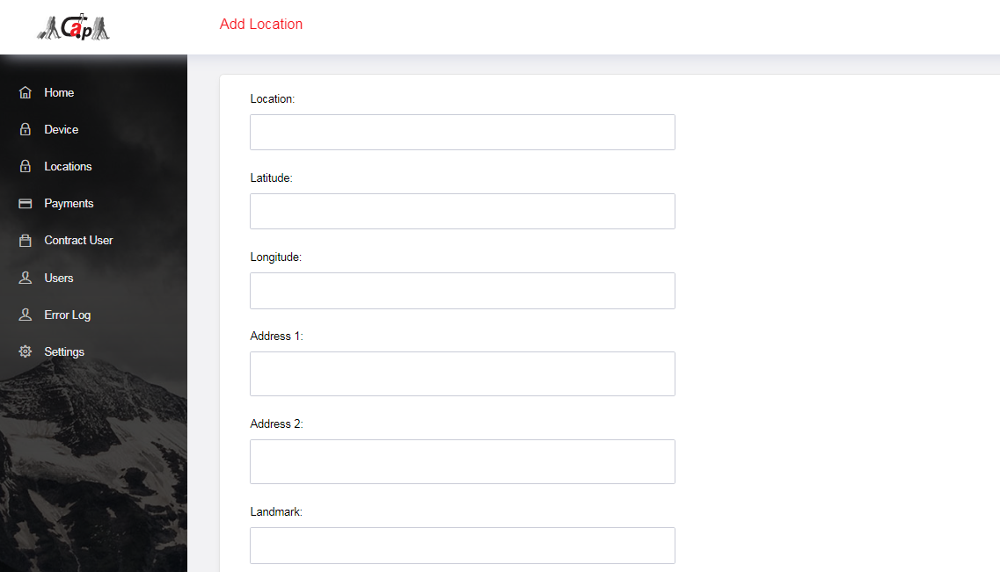 Cap
Add Location
Home
Device
Locations
Payments
Contract User
Users
Error Log
Settings
Location:
Latitude:
Longitude:
Address 1:
Address 2:
Landmark: